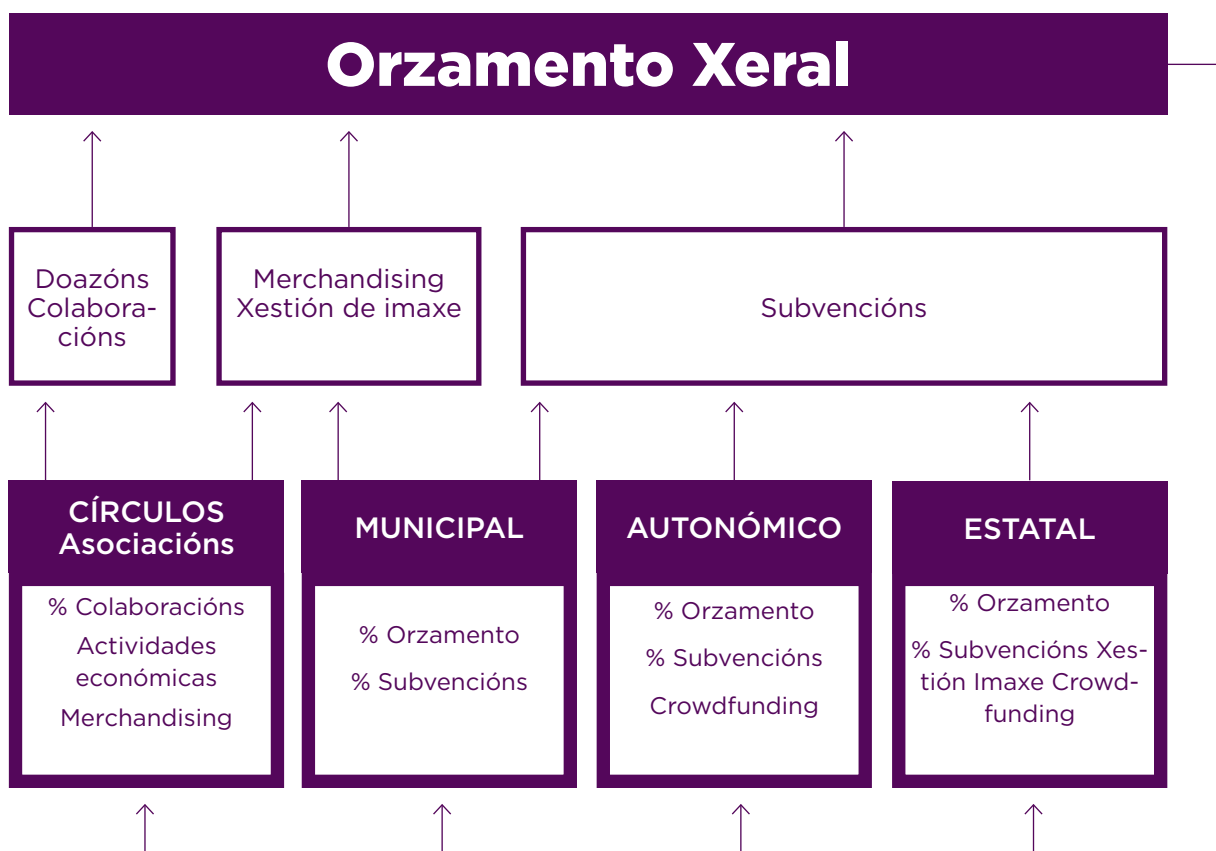 Orzamento Xeral
Doazóns
Colabora-
cións
Merchandising
Xestión de imaxe
Subvencións
CÍRCULOS
Asociacións
% Colaboracións
Actividades
económicas
Merchandising
MUNICIPAL
% Orzamento
% Subvencións
AUTONÓMICO
% Orzamento
% Subvencións
Crowdfunding
ESTATAL
% Orzamento
% Subvencións Xes-
tión Imaxe Crowd-
funding